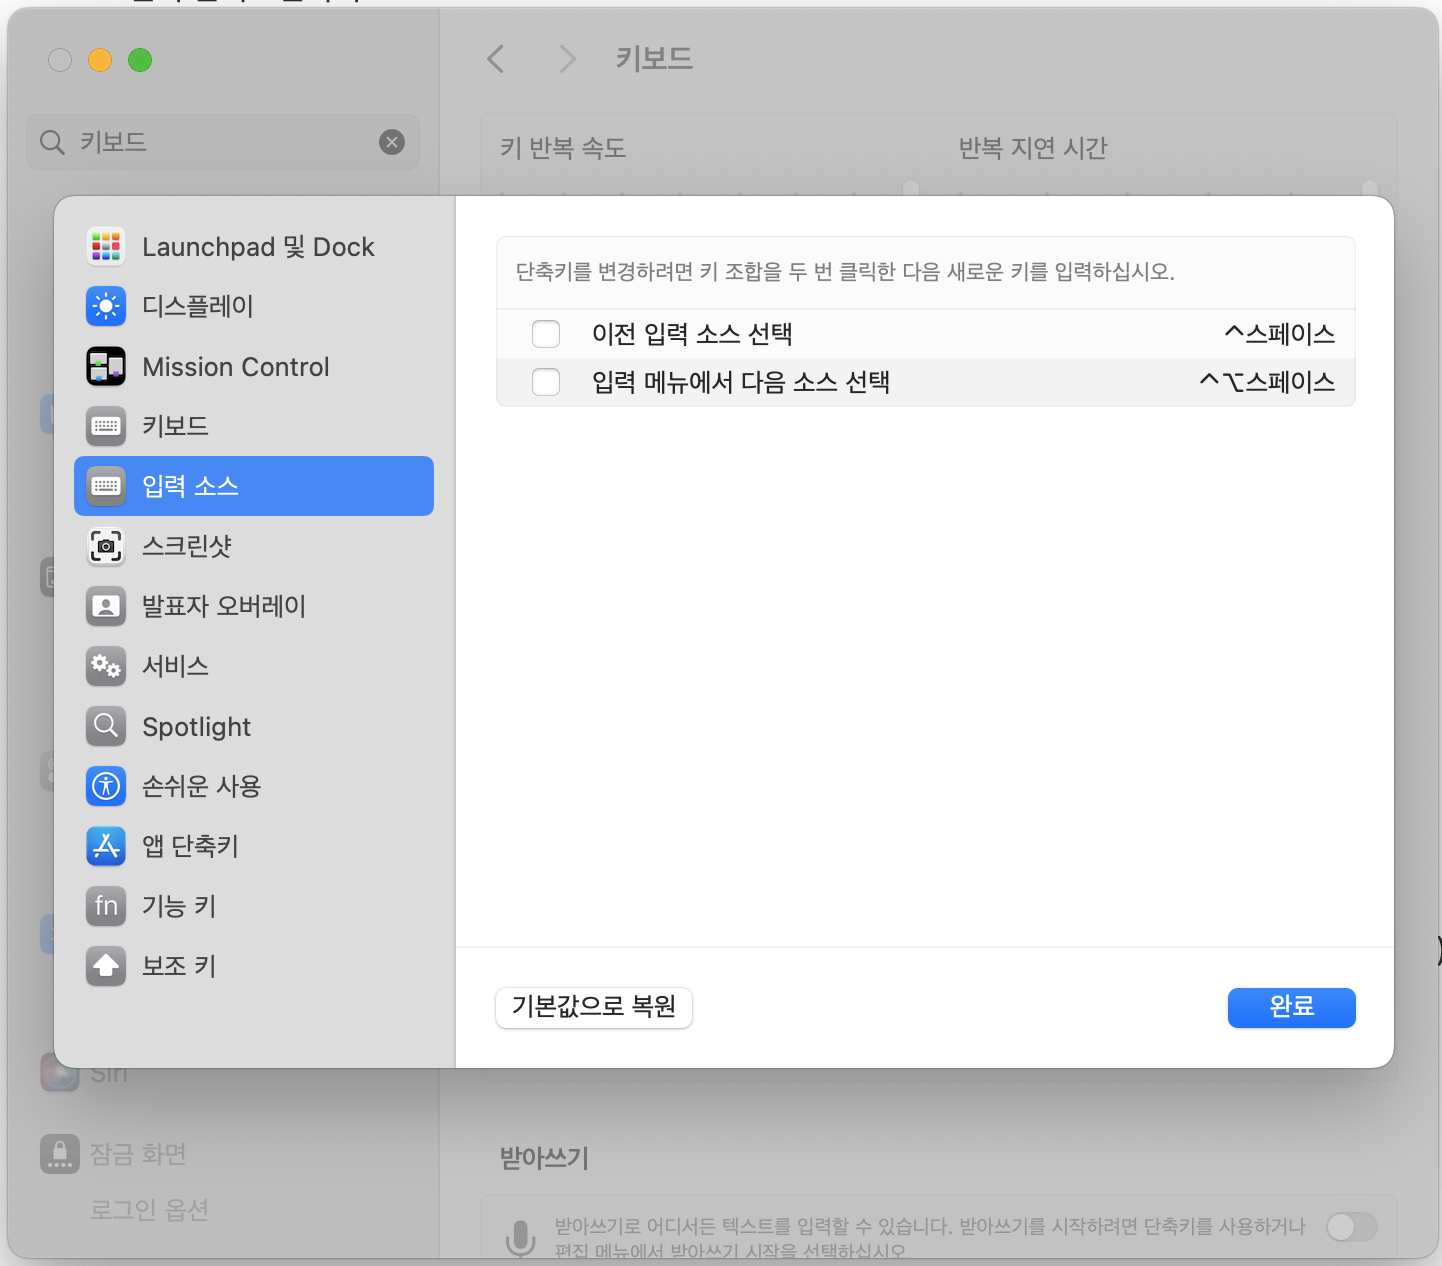 키보드
키보드
키 반복 속도
반복 지연 시간
Launchpad 및 Dock
디스플레이
Mission Control
키보드
입력 소스
스크린샷
발표자 오버레이
서비스
Spotlight
손쉬운 사용
앱 단축키
fn
기능 키
보조 키
단축키를 변경하려면 키 조합을 두 번 클릭한 다음 새로운 키를 입력하십시오.
이전 입력 소스 선택 ^스페이스
입력 메뉴에서 다음 소스 선택 ^⌥스페이스
기본값으로 복원
완료
Siri
잠금 화면
로그인 옵션
받아쓰기
받아쓰기로 어디서든 텍스트를 입력할 수 있습니다. 받아쓰기를 시작하려면 단축키를 사용하거나
편집 메뉴에서 받아쓰기 시작을 선택하십시오.